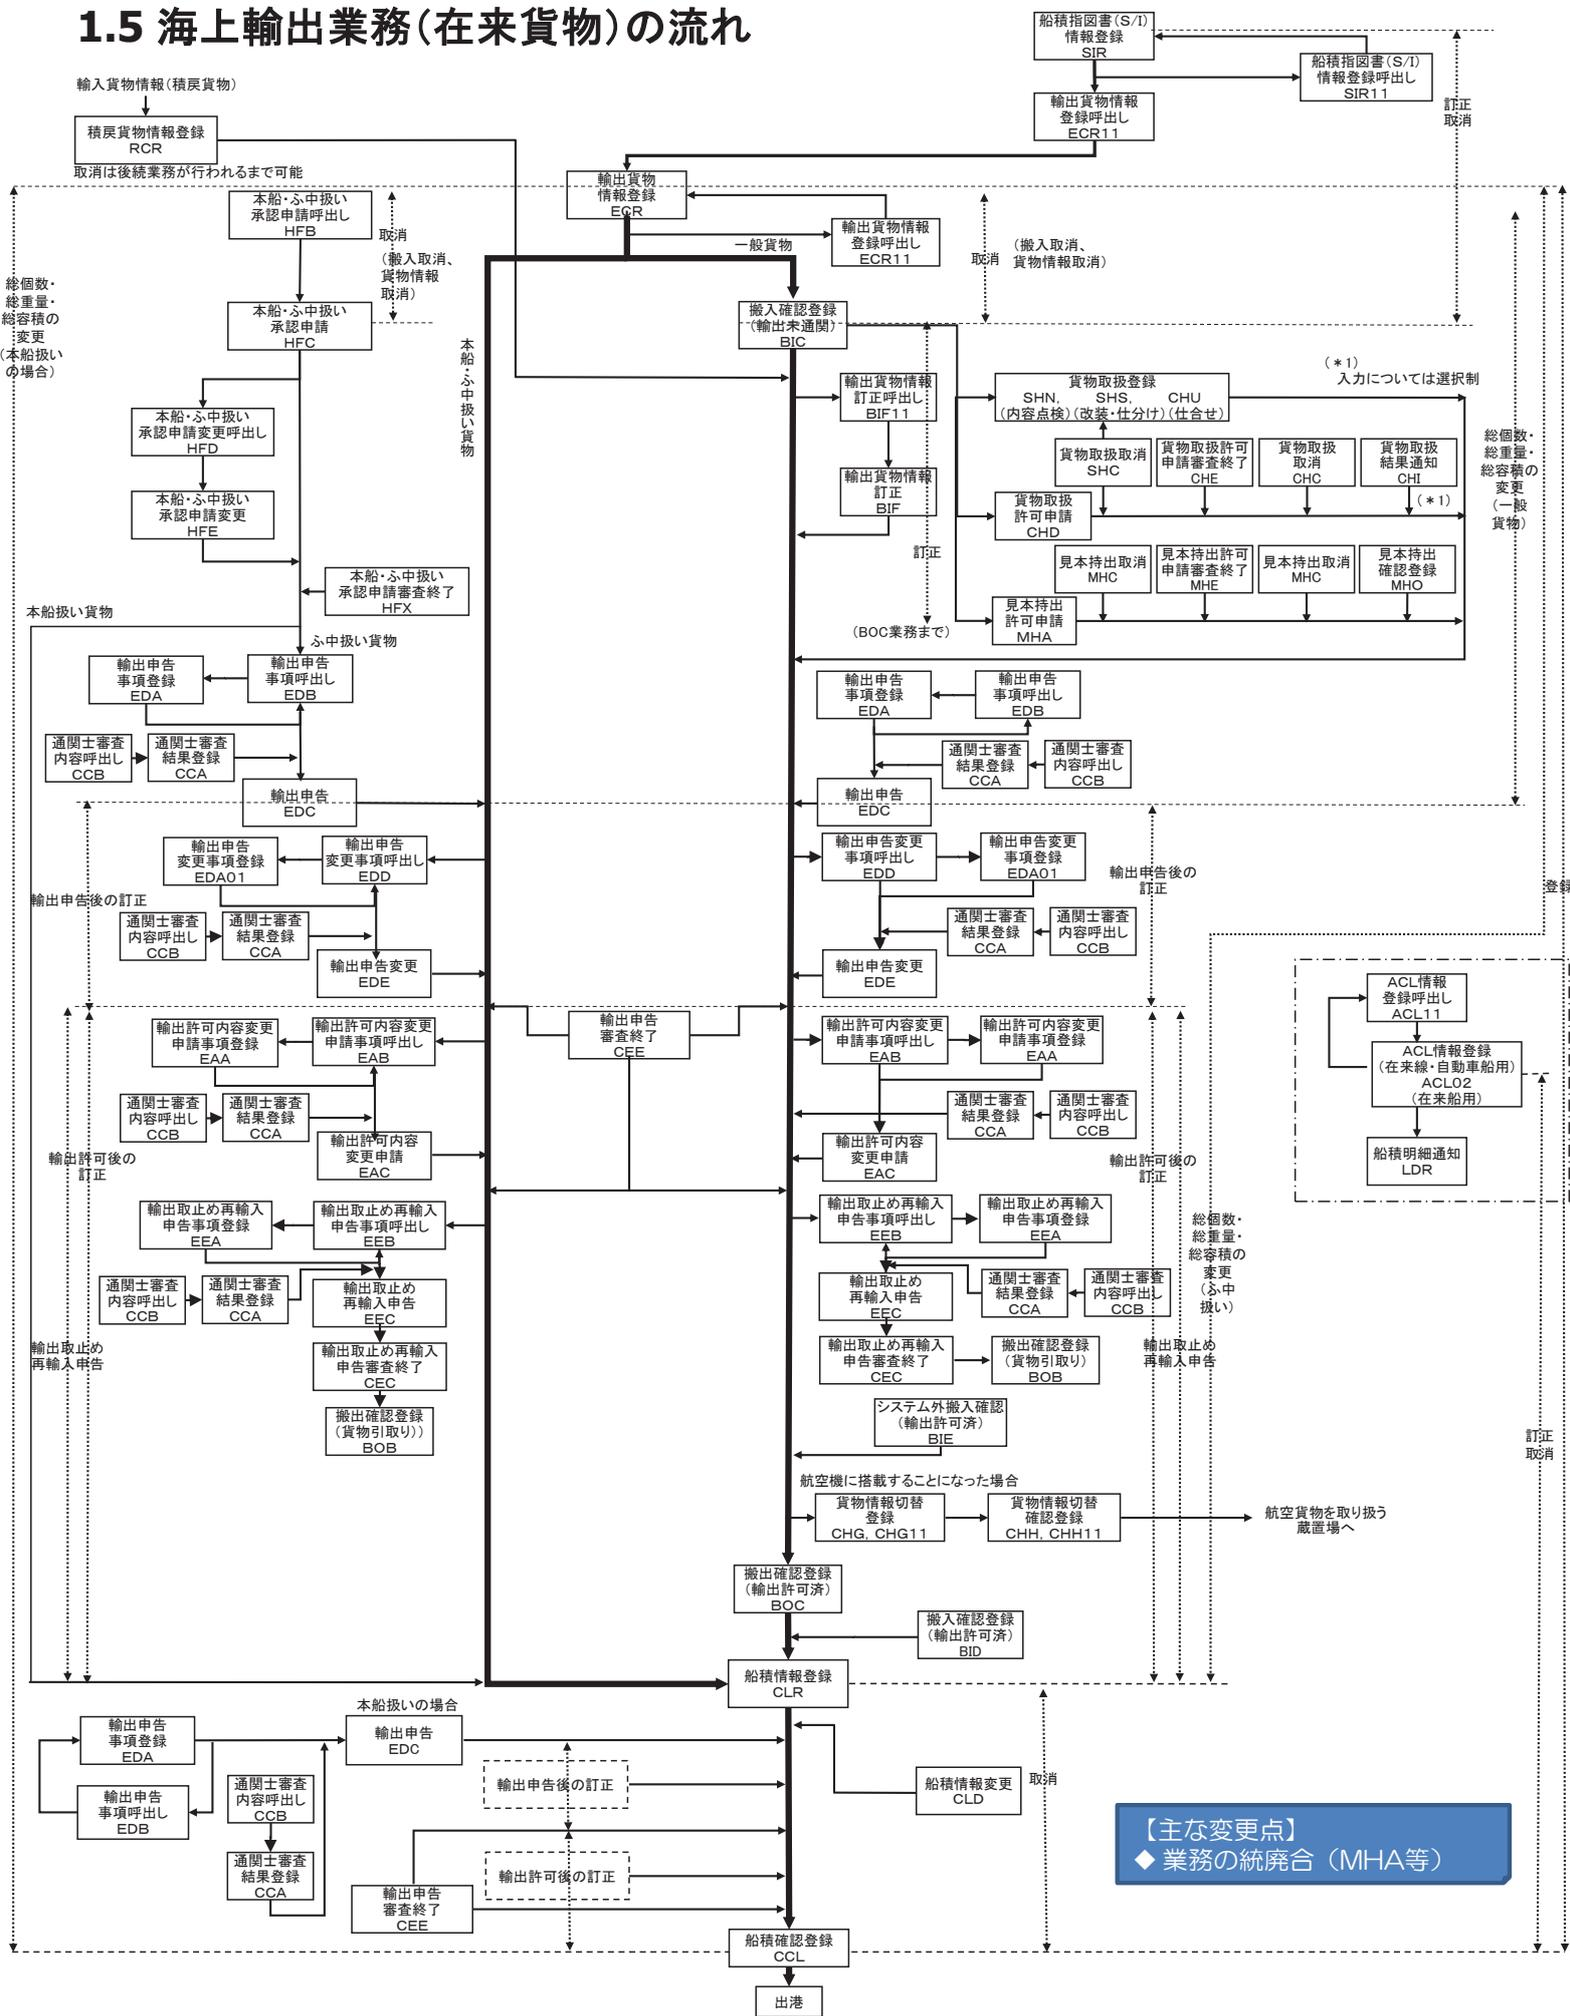 1.5 海上輸出業務（在来貨物）の流れ
船積指図書（S/I）
情報登録
SIR
船積指図書（S/I）
情報登録呼出し
SIR11
訂正
取消
輸出貨物情報
登録呼出し
ECR11
輸入貨物情報（積戻貨物）
積戻貨物情報登録
RCR
取消は後続業務が行われるまで可能
輸出貨物
情報登録
ECR
輸出貨物情報
登録呼出し
ECR11
一般貨物
取消
（搬入取消、
貨物情報取消）
本船・ふ中扱い
承認申請呼出し
HFB
取消
（搬入取消、
貨物情報
取消）
総個数・
総重量・
総容積の
変更
（本船扱い
の場合）
本船・ふ中扱い
承認申請
HFC
搬入確認登録
（輸出未通関）
BIC
本船・ふ中扱い貨物
（＊1）
入力については選択制
輸出貨物情報
訂正呼出し
BIF11
貨物取扱登録
SHN, SHS, CHU
（内容点検）（改装・仕分け）（仕合せ）
本船・ふ中扱い
承認申請変更呼出し
HFD
貨物取扱取消
SHC
貨物取扱許可
申請審査終了
CHE
貨物取扱
取消
CHC
貨物取扱
結果通知
CHI
総個数・
総重量・
総容積の
変更
（一般
貨物）
輸出貨物情報
訂正
BIF
本船・ふ中扱い
承認申請変更
HFE
貨物取扱
許可申請
CHD
（＊1）
訂正
見本持出取消
MHC
見本持出許可
申請審査終了
MHE
見本持出取消
MHC
見本持出
確認登録
MHO
本船・ふ中扱い
承認申請審査終了
HFX
見本持出
許可申請
MHA
（BOC業務まで）
本船扱い貨物
ふ中扱い貨物
輸出申告
事項登録
EDA
輸出申告
事項呼出し
EDB
輸出申告
事項登録
EDA
輸出申告
事項呼出し
EDB
通関士審査
内容呼出し
CCB
通関士審査
結果登録
CCA
通関士審査
結果登録
CCA
通関士審査
内容呼出し
CCB
輸出申告
EDC
輸出申告
EDC
輸出申告
変更事項登録
EDA01
輸出申告
変更事項呼出し
EDD
輸出申告変更
事項呼出し
EDD
輸出申告変更
事項登録
EDA01
輸出申告後の訂正
輸出申告後の
訂正
登録
通関士審査
内容呼出し
CCB
通関士審査
結果登録
CCA
通関士審査
結果登録
CCA
通関士審査
内容呼出し
CCB
輸出申告変更
EDE
輸出申告変更
EDE
ACL情報
登録呼出し
ACL11
輸出許可内容変更
申請事項登録
EAA
輸出許可内容変更
申請事項呼出し
EAB
輸出申告
審査終了
CEE
輸出許可内容変更
申請事項呼出し
EAB
輸出許可内容変更
申請事項登録
EAA
ACL情報登録
（在来線・自動車船用）
ACL02
（在来船用）
通関士審査
内容呼出し
CCB
通関士審査
結果登録
CCA
通関士審査
結果登録
CCA
通関士審査
内容呼出し
CCB
輸出許可後の
訂正
輸出許可内容
変更申請
EAC
輸出許可内容
変更申請
EAC
輸出許可後の
訂正
船積明細通知
LDR
輸出取止め再輸入
申告事項登録
EEA
輸出取止め再輸入
申告事項呼出し
EEB
輸出取止め再輸入
申告事項呼出し
EEB
輸出取止め再輸入
申告事項登録
EEA
総個数・
総重量・
総容積の
変更
（ふ中
扱い）
通関士審査
内容呼出し
CCB
通関士審査
結果登録
CCA
輸出取止め
再輸入申告
EEC
輸出取止め
再輸入申告
EEC
通関士審査
結果登録
CCA
通関士審査
内容呼出し
CCB
輸出取止め
再輸入申告
輸出取止め再輸入
申告審査終了
CEC
輸出取止め再輸入
申告審査終了
CEC
搬出確認登録
（貨物引取り）
BOB
輸出取止め
再輸入申告
搬出確認登録
（貨物引取り））
BOB
システム外搬入確認
（輸出許可済）
BIE
訂正
取消
航空機に搭載することになった場合
貨物情報切替
登録
CHG, CHG11
貨物情報切替
確認登録
CHH, CHH11
航空貨物を取り扱う
蔵置場へ
搬出確認登録
（輸出許可済）
BOC
搬入確認登録
（輸出許可済）
BID
船積情報登録
CLR
本船扱いの場合
輸出申告
事項登録
EDA
輸出申告
EDC
輸出申告後の訂正
船積情報変更
CLD
取消
輸出申告
事項呼出し
EDB
通関士審査
内容呼出し
CCB
通関士審査
結果登録
CCA
輸出許可後の訂正
輸出申告
審査終了
CEE
【主な変更点】
◆ 業務の統廃合（MHA等）
船積確認登録
CCL
出港